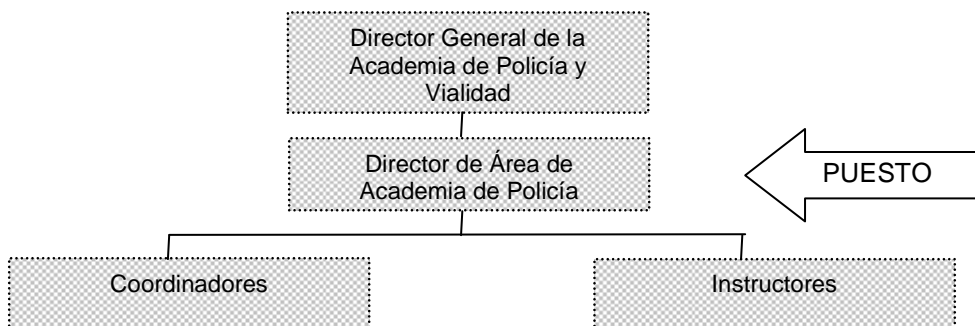 Director General de la
Academia de Policía y
Vialidad
Director de Área de
Academia de Policía
PUESTO
Coordinadores
Instructores